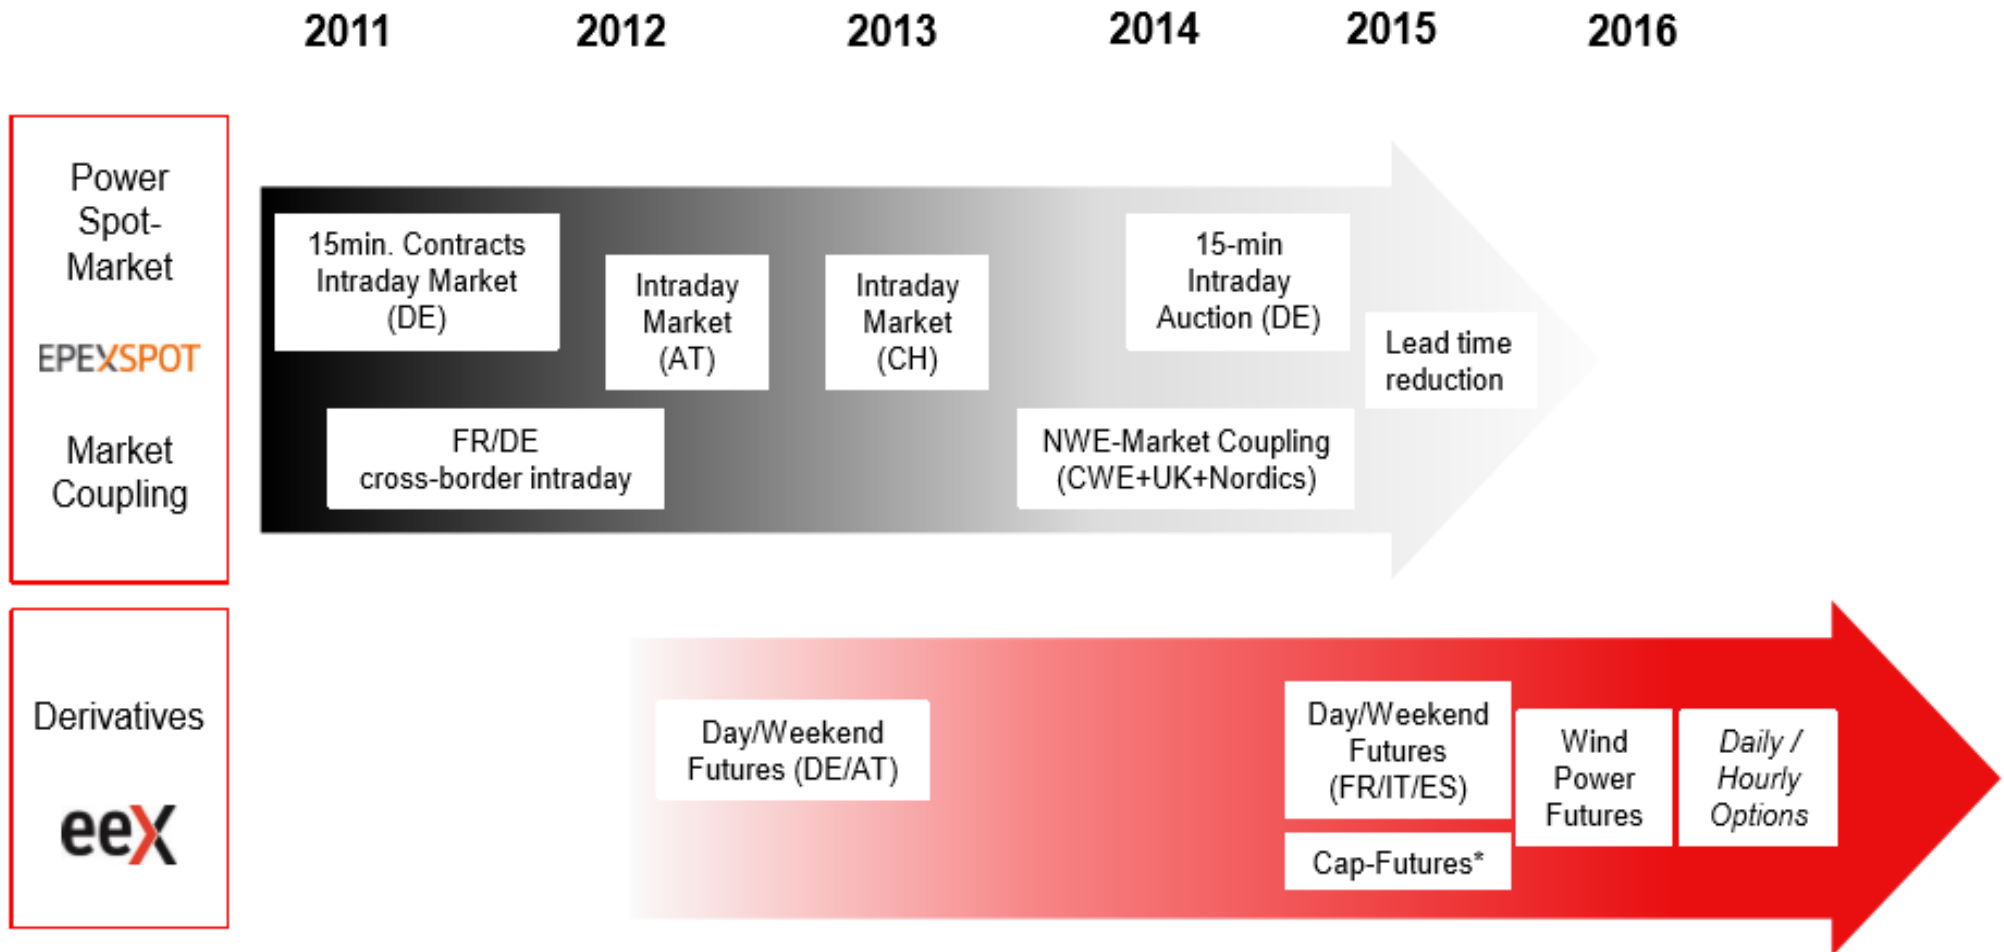 2011 2012 2013 2014 2015 2016
Power
Spot-
Market
EPEXSPOT
Market
Coupling
15min. Contracts
Intraday Market
(DE)
Intraday
Market
(AT)
Intraday
Market
(CH)
15-min
Intraday
Auction (DE)
Lead time
reduction
FR/DE
cross-border intraday
NWE-Market Coupling
(CWE+UK+Nordics)
Derivatives
eex
Day/Weekend
Futures (DE/AT)
Day/Weekend
Futures
(FR/IT/ES)
Cap-Futures*
Wind
Power
Futures
Daily /
Hourly
Options